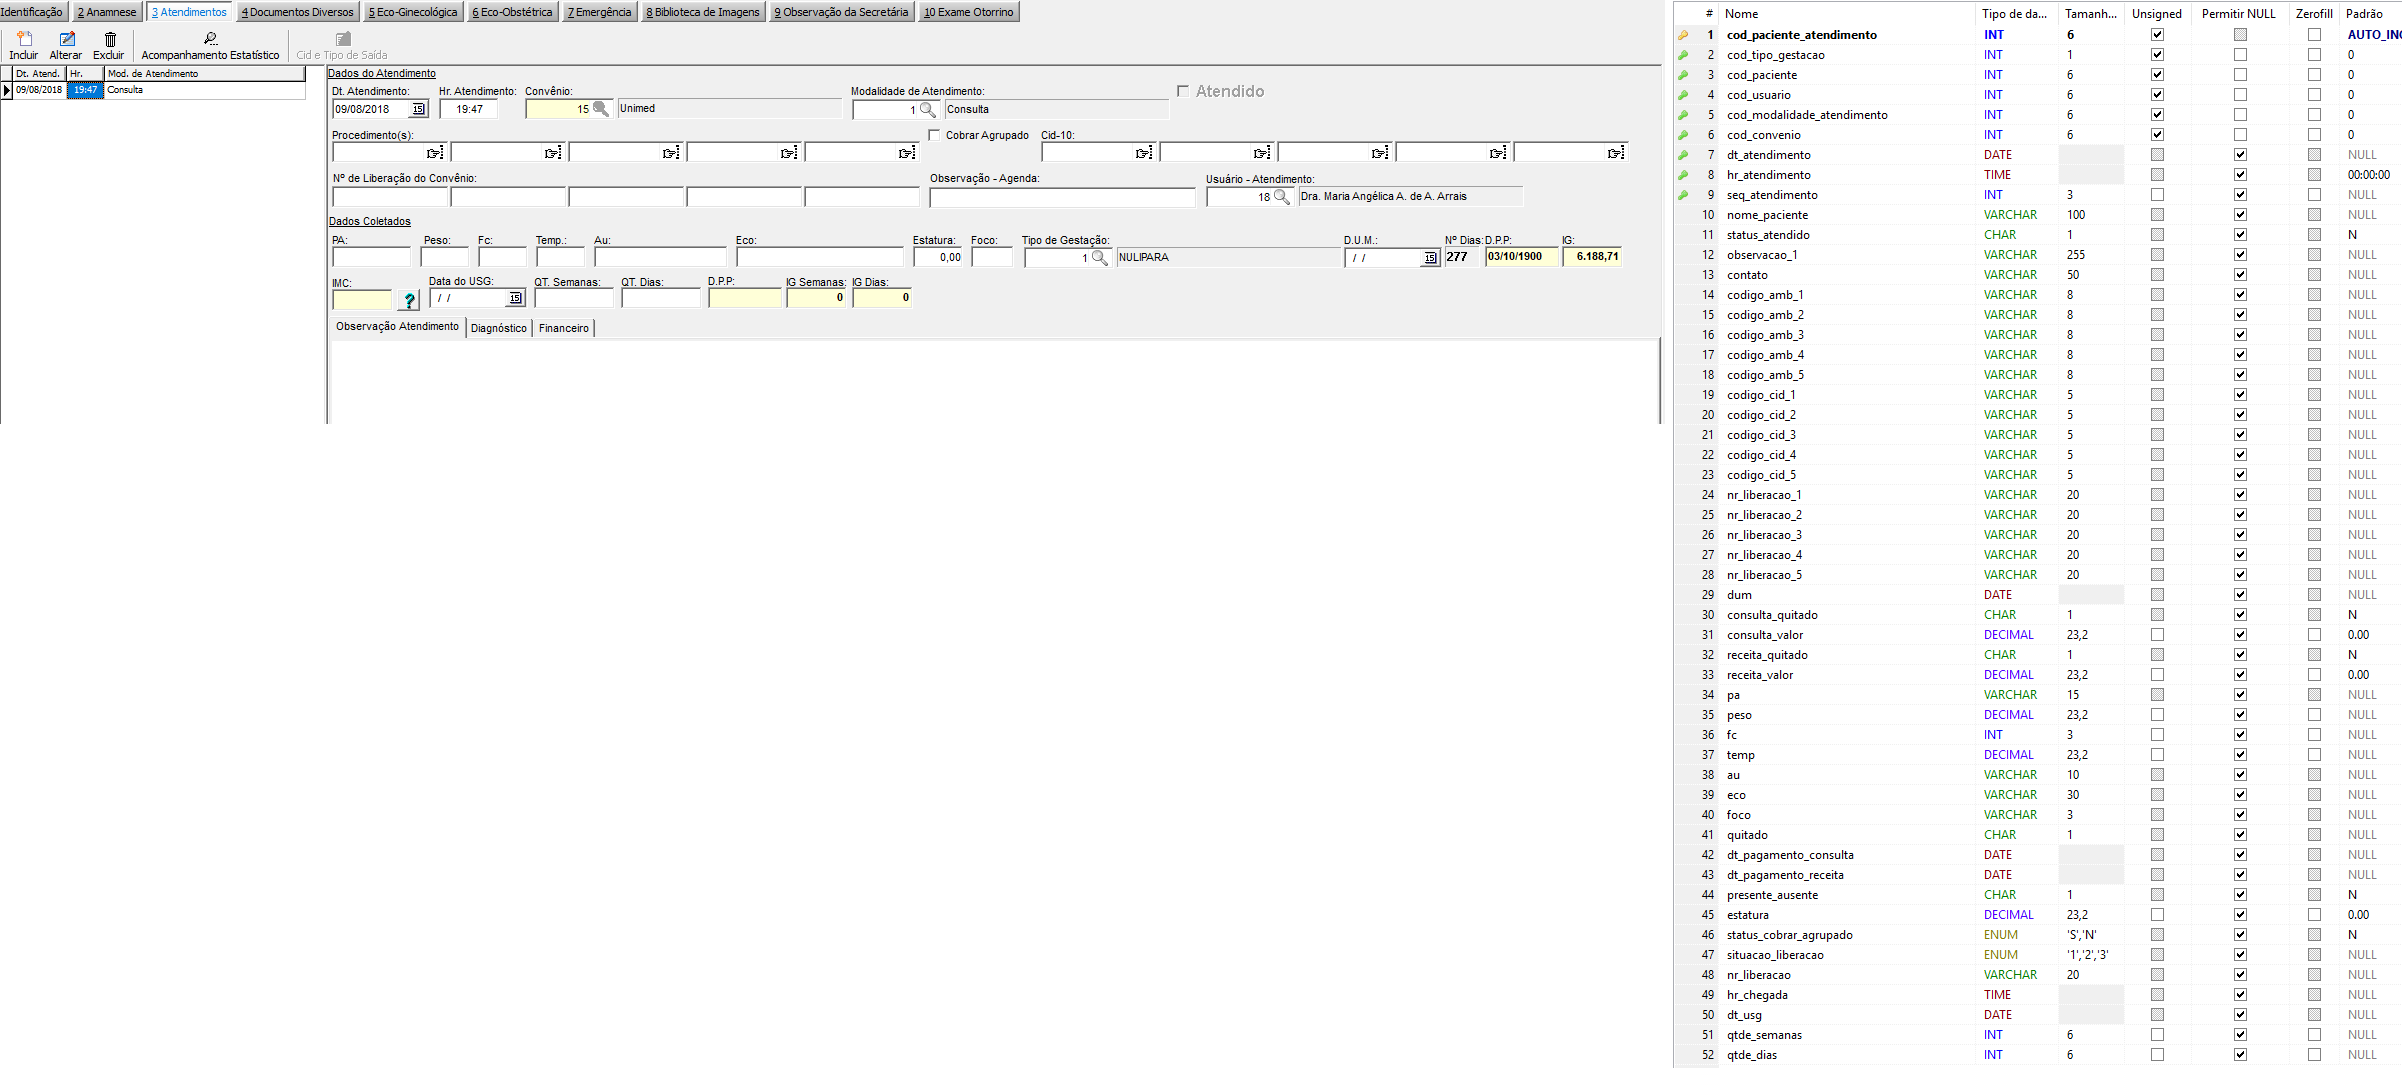 Identificação 2 Anamnese 3 Atendimentos 4 Documentos Diversos 5 Eco-Ginecológica 6 Eco-Obstétrica 7 Emergência 8 Biblioteca de Imagens 9 Observação da Secretária 10 Exame Otorrino
Incluir Alterar Excluir Acompanhamento Estatístico Cid e Tipo de Saída
Dt. Atend. Hr. Mod. de Atendimento
09/08/2018 19:47 Consulta
Dados do Atendimento
Dt. Atendimento: Hr. Atendimento: Convênio: Modalidade de Atendimento: Atendido
09/08/2018 15 19:47 15 Unimed 1 Consulta
Procedimento(s): Cobrar Agrupado Cid-10:
Nº de Liberação do Convênio: Observação - Agenda: Usuário - Atendimento:
18 Dra. Maria Angélica A. de A. Arrais
Dados Coletados
PA: Peso: Fc: Temp.: Au: Eco: Estatura: Foco: Tipo de Gestação: D.U.M.: Nº Dias: D.P.P: IG:
0,00 1 NULIPARA / / 15 277 03/10/1900 6.188,71
IMC: Data do USG: QT. Semanas: QT. Dias: D.P.P: IG Semanas: IG Dias:
? / / 15 0 0
Observação Atendimento Diagnóstico Financeiro
# Nome Tipo de da... Tamanh... Unsigned Permitir NULL Zerofill Padrão
1 cod_paciente_atendimento INT 6 AUTO_INC
2 cod_tipo_gestacao INT 1 0
3 cod_paciente INT 6 0
4 cod_usuario INT 6 0
5 cod_modalidade_atendimento INT 6 0
6 cod_convenio INT 6 0
7 dt_atendimento DATE NULL
8 hr_atendimento TIME 00:00:00
9 seq_atendimento INT 3 NULL
10 nome_paciente VARCHAR 100 NULL
11 status_atendido CHAR 1 N
12 observacao_1 VARCHAR 255 NULL
13 contato VARCHAR 50 NULL
14 codigo_amb_1 VARCHAR 8 NULL
15 codigo_amb_2 VARCHAR 8 NULL
16 codigo_amb_3 VARCHAR 8 NULL
17 codigo_amb_4 VARCHAR 8 NULL
18 codigo_amb_5 VARCHAR 8 NULL
19 codigo_cid_1 VARCHAR 5 NULL
20 codigo_cid_2 VARCHAR 5 NULL
21 codigo_cid_3 VARCHAR 5 NULL
22 codigo_cid_4 VARCHAR 5 NULL
23 codigo_cid_5 VARCHAR 5 NULL
24 nr_liberacao_1 VARCHAR 20 NULL
25 nr_liberacao_2 VARCHAR 20 NULL
26 nr_liberacao_3 VARCHAR 20 NULL
27 nr_liberacao_4 VARCHAR 20 NULL
28 nr_liberacao_5 VARCHAR 20 NULL
29 dum DATE NULL
30 consulta_quitado CHAR 1 N
31 consulta_valor DECIMAL 23,2 0.00
32 receita_quitado CHAR 1 N
33 receita_valor DECIMAL 23,2 0.00
34 pa VARCHAR 15 NULL
35 peso DECIMAL 23,2 NULL
36 fc INT 3 NULL
37 temp DECIMAL 23,2 NULL
38 au VARCHAR 10 NULL
39 eco VARCHAR 30 NULL
40 foco VARCHAR 3 NULL
41 quitado CHAR 1 NULL
42 dt_pagamento_consulta DATE NULL
43 dt_pagamento_receita DATE NULL
44 presente_ausente CHAR 1 N
45 estatura DECIMAL 23,2 0.00
46 status_cobrar_agrupado ENUM 'S','N' N
47 situacao_liberacao ENUM '1','2','3' NULL
48 nr_liberacao VARCHAR 20 NULL
49 hr_chegada TIME NULL
50 dt_usg DATE NULL
51 qtde_semanas INT 6 NULL
52 qtde_dias INT 6 NULL